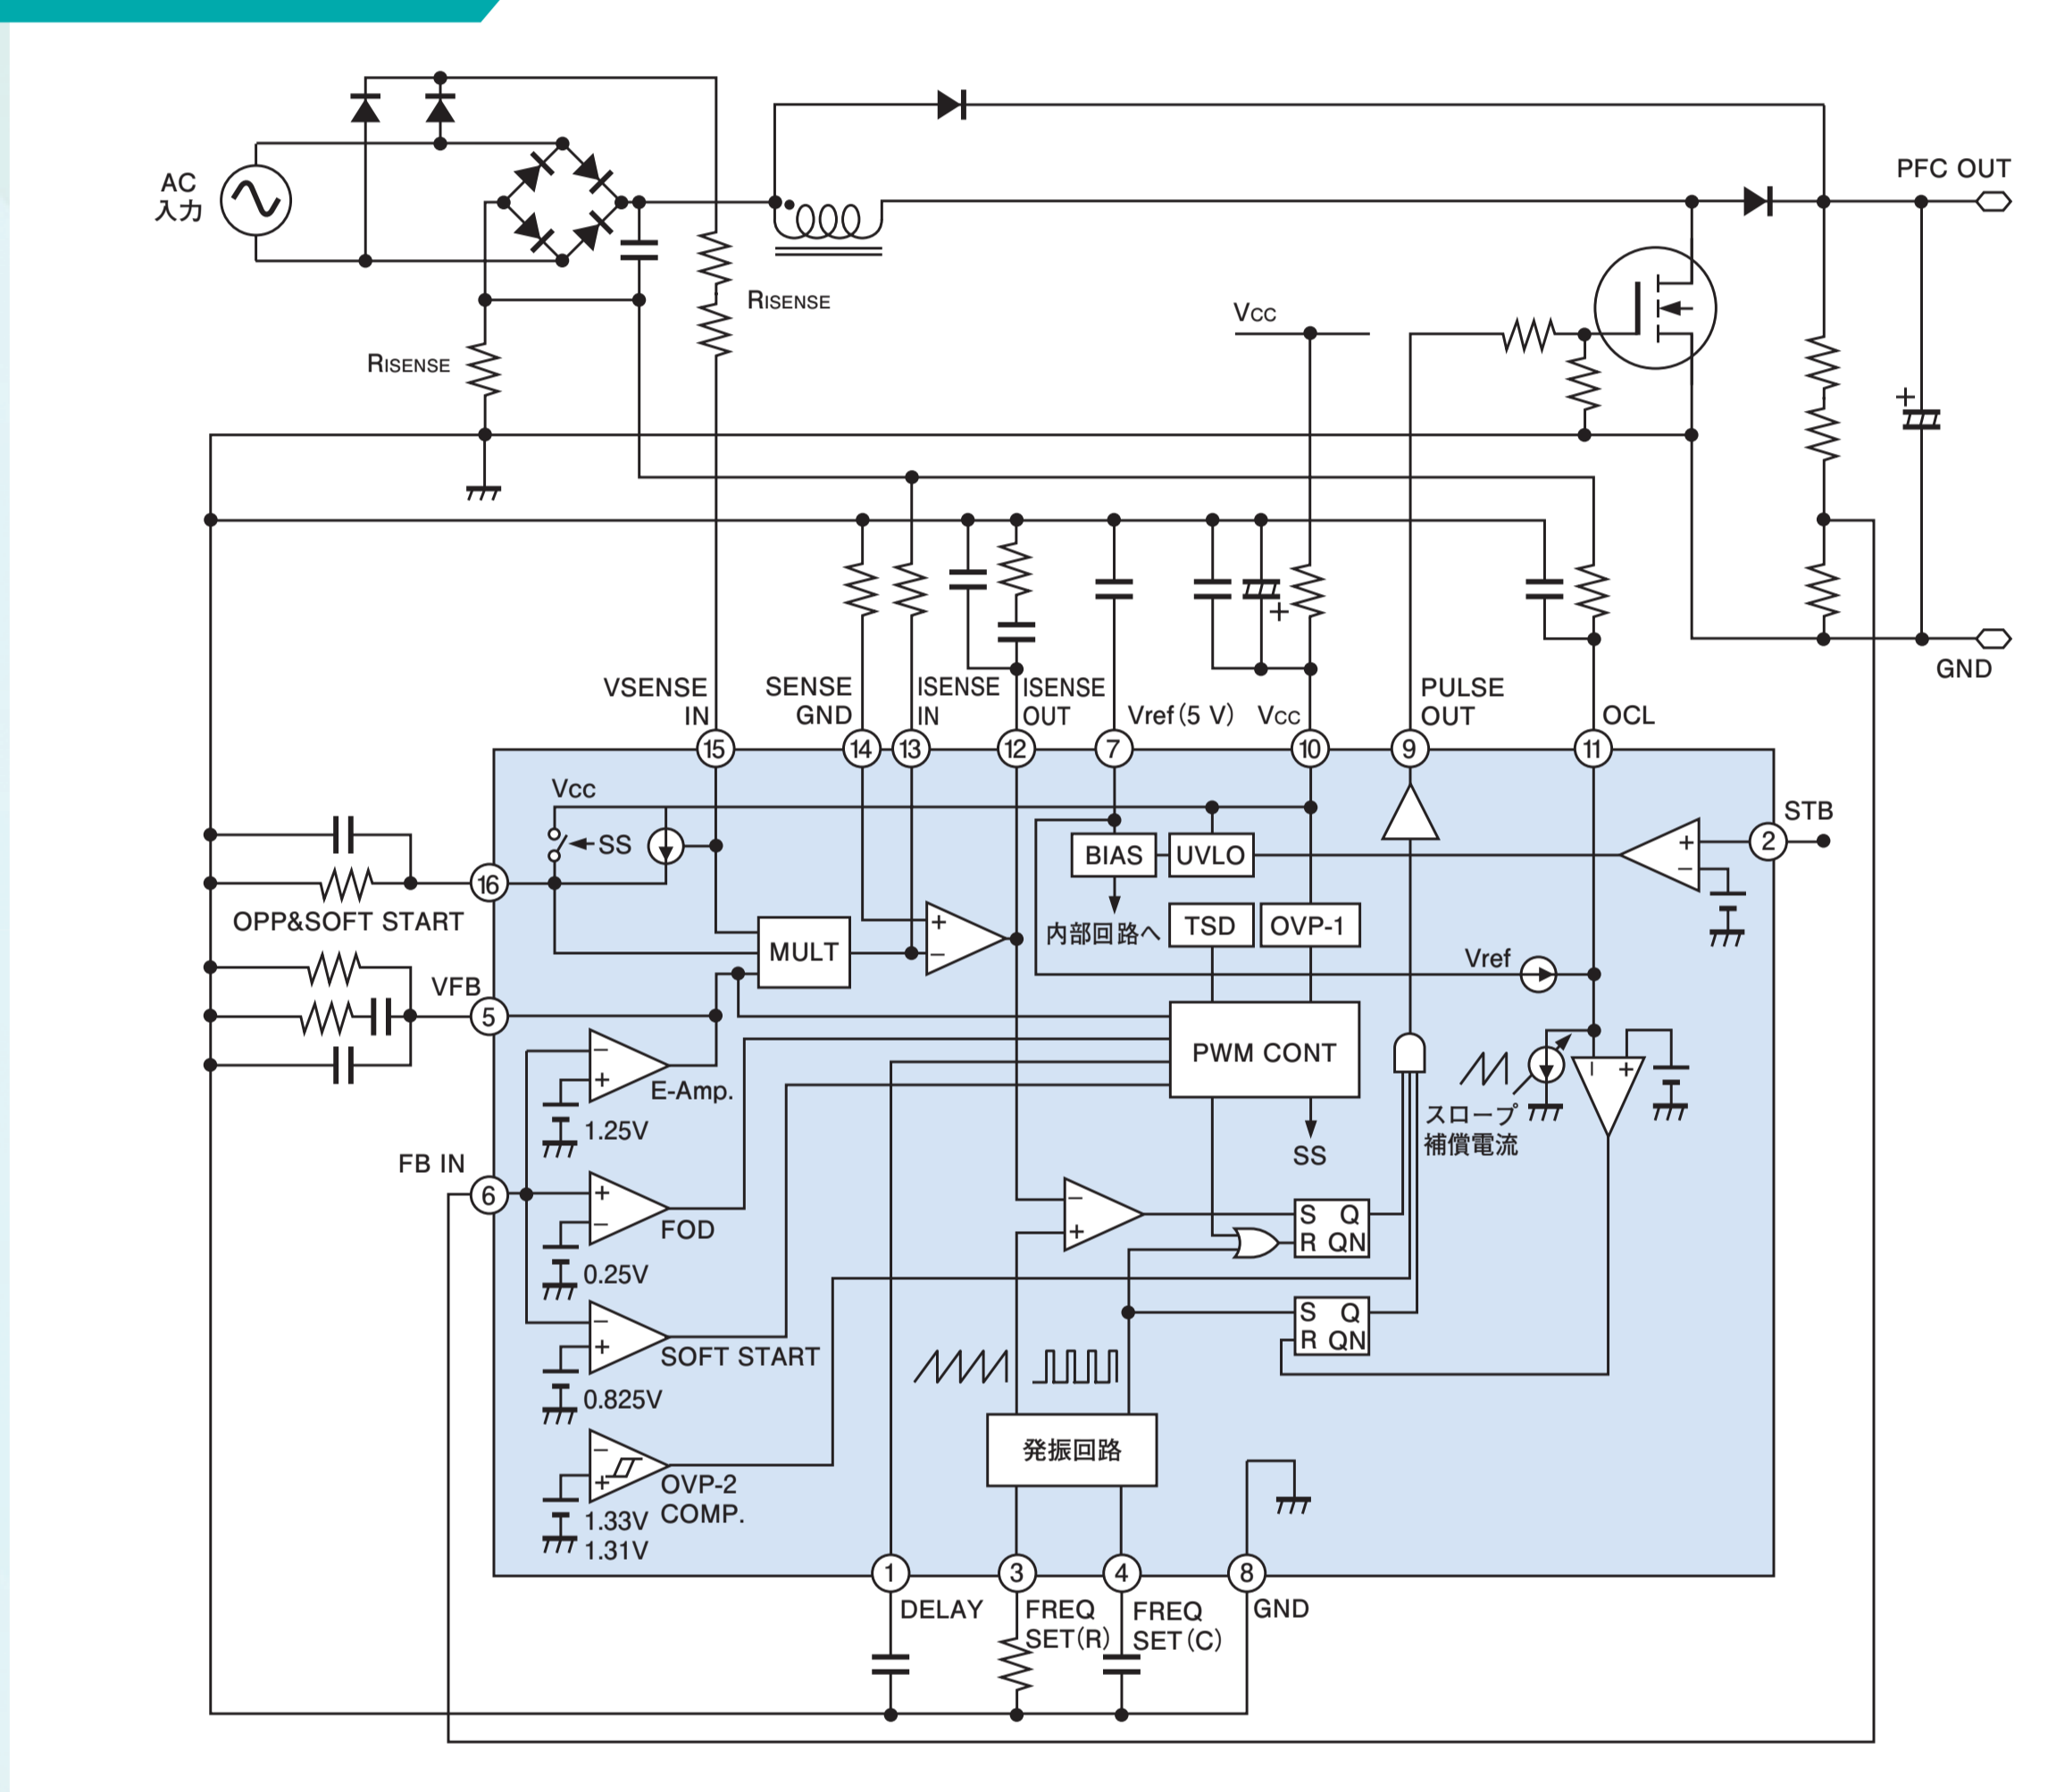 AC
入力
PFC OUT
RISENSE
VCC
RISENSE
+
+
GND
VSENSE
IN
SENSE
GND
ISENSE
IN
ISENSE
OUT
Vref(5 V)
VCC
PULSE
OUT
OCL
15
14
13
12
7
10
9
11
VCC
SS
STB
2
+
−
BIAS
UVLO
16
OPP&SOFT START
内部回路へ
TSD
OVP-1
MULT
+
−
Vref
VFB
5
PWM CONT
−
+
E-Amp.
1.25V
スロープ
補償電流
−
+
SS
FB IN
6
+
−
FOD
0.25V
−
+
S Q
R QN
−
+
SOFT START
0.825V
S Q
R QN
−
+
OVP-2
COMP.
1.33V
1.31V
発振回路
1
3
4
8
DELAY
FREQ
SET(R)
FREQ
SET(C)
GND